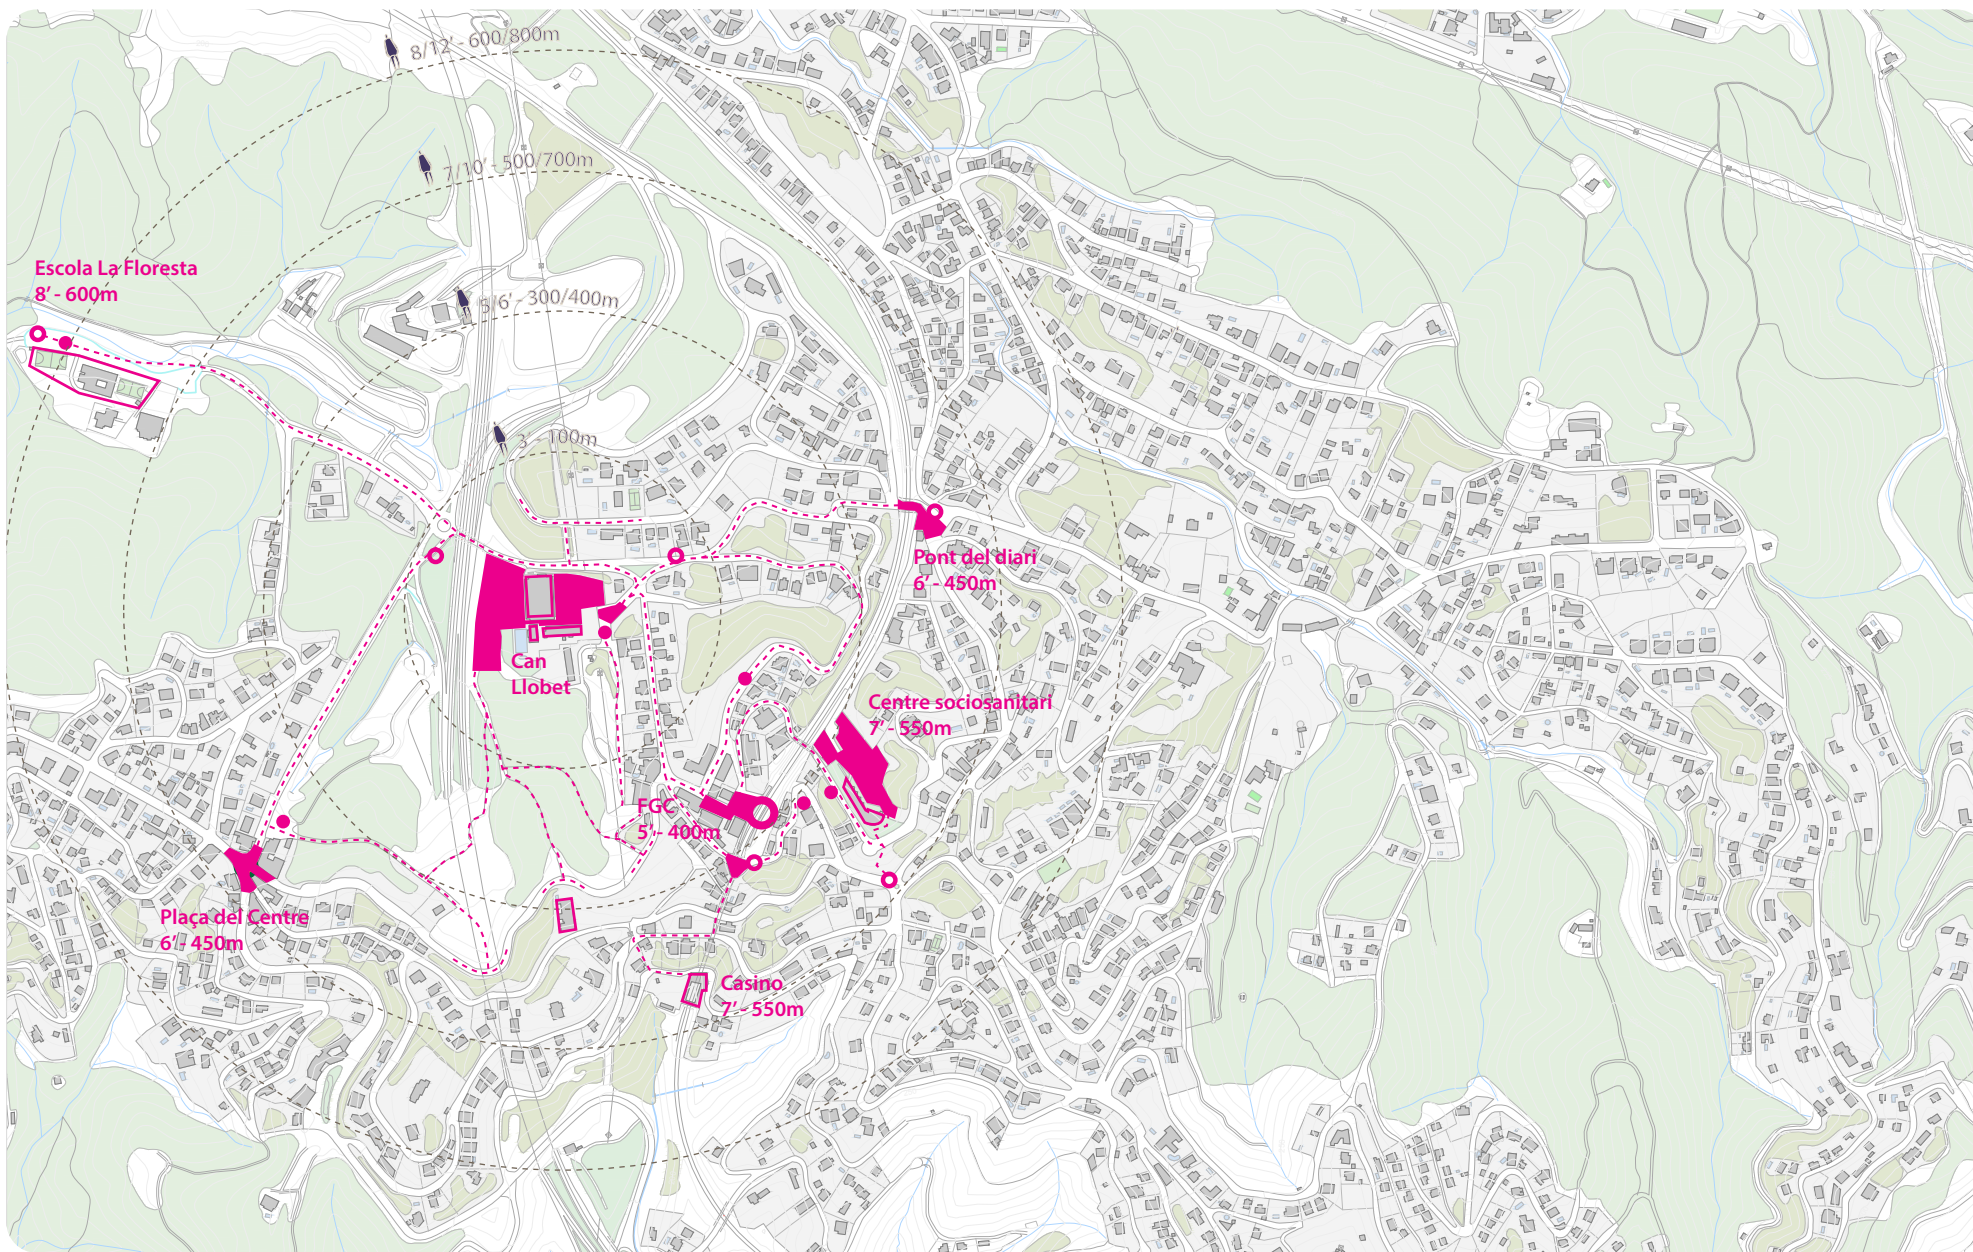 8/12' - 600/800m
7/10' - 500/700m
Escola La Floresta
8' - 600m
5/6' - 300/400m
3' - 100m
Pont del diari
6' - 450m
Can
Llobet
Centre sociosanitari
7' - 550m
FGC
5' - 400m
Plaça del Centre
6' - 450m
Casino
7' - 550m